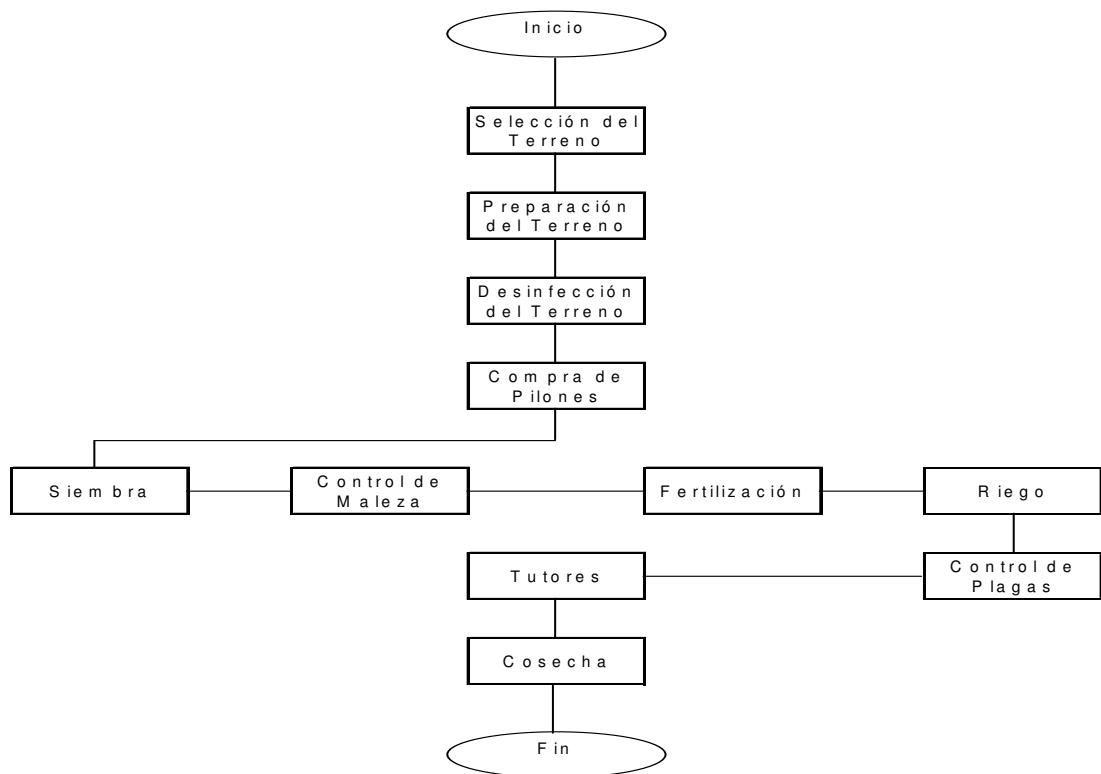 Inicio
Selección del
Terreno
Preparación
del Terreno
Desinfección
del Terreno
Compra de
Pilones
Siembra
Control de
Maleza
Fertilización
Riego
Control de
Plagas
Tutores
Cosecha
Fin